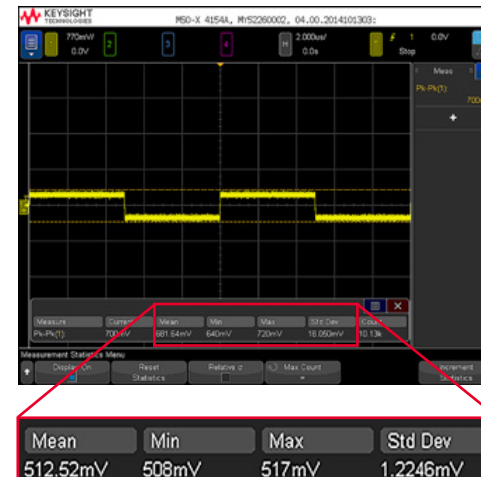 KEYSIGHT
TECHNOLOGIES
MSO-X 4154A, MY52260002, 04.00.2014101303:
1 770mV/ 2 3 4 H 2.000us/ 1 0.0V
0.0V 0.0s Stop
Meas
Pk-Pk(1):
700
+
Measure Current Mean Min Max Std Dev Count
Pk-Pk(1): 700mV 681.64mV 640mV 720mV 18.050mV 10.13k
Measurement Statistics Menu
Display On Reset Statistics Relative σ Max Count Increment Statistics
Mean Min Max Std Dev
512.52mV 508mV 517mV 1.2246mV